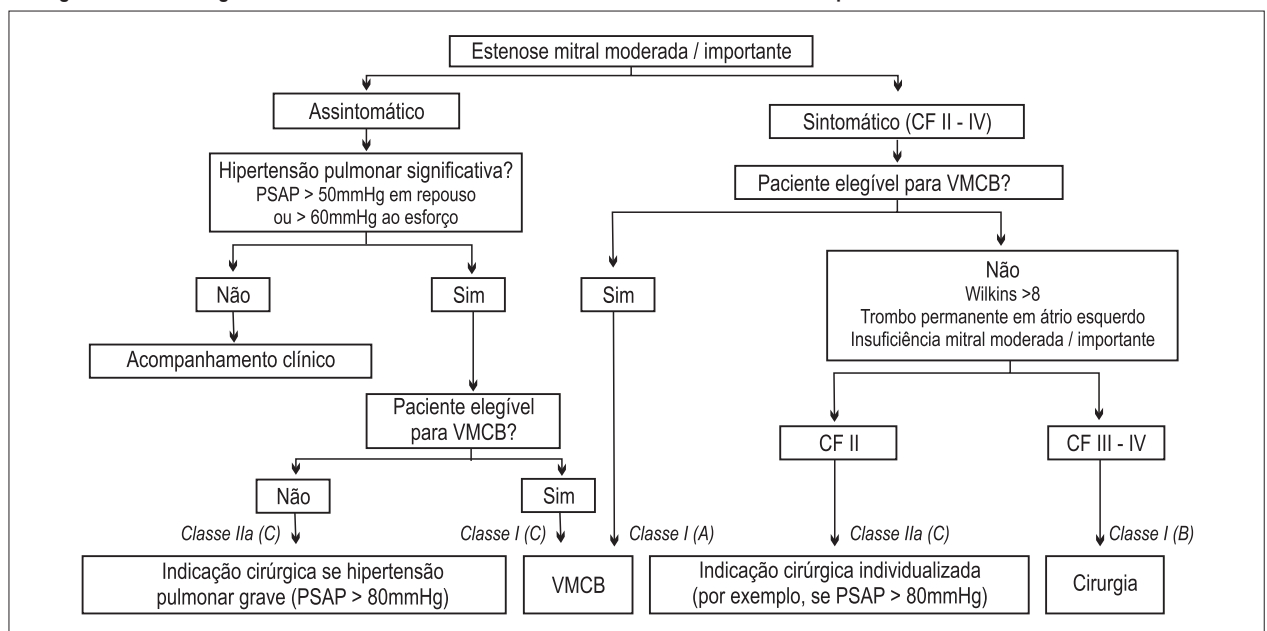 Estenose mitral moderada / importante
Assintomático
Sintomático (CF II - IV)
Hipertensão pulmonar significativa?
PSAP > 50mmHg em repouso
ou > 60mmHg ao esforço
Paciente elegível para VMCB?
Não
Sim
Sim
Não
Wilkins >8
Trombo permanente em átrio esquerdo
Insuficiência mitral moderada / importante
Acompanhamento clínico
Paciente elegível
para VMCB?
CF II
CF III - IV
Não
Sim
Classe IIa (C)
Classe I (C)
Classe I (A)
Classe IIa (C)
Classe I (B)
Indicação cirúrgica se hipertensão
pulmonar grave (PSAP > 80mmHg)
VMCB
Indicação cirúrgica individualizada
(por exemplo, se PSAP > 80mmHg)
Cirurgia